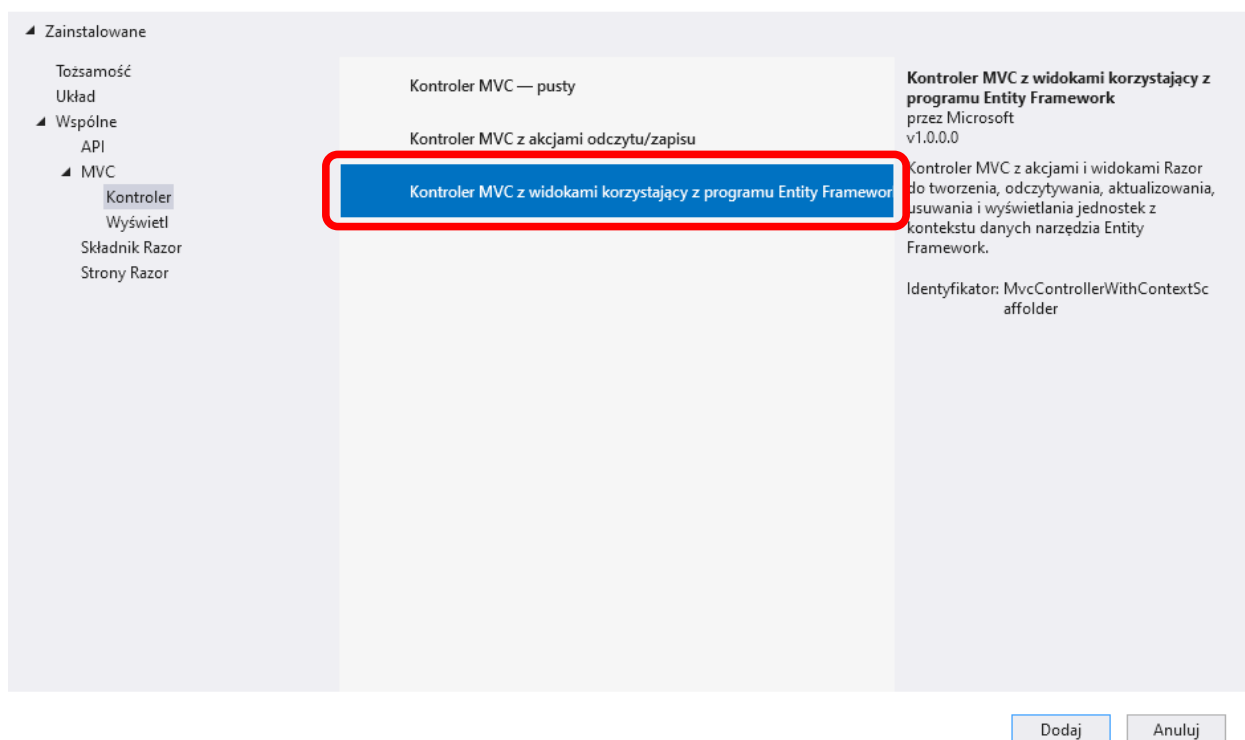 Zainstalowane
Tożsamość
Układ
Wspólne
API
MVC
Kontroler
Wyświetl
Składnik Razor
Strony Razor
Kontroler MVC — pusty
Kontroler MVC z akcjami odczytu/zapisu
Kontroler MVC z widokami korzystający z programu Entity Framewor
Kontroler MVC z widokami korzystający z
programu Entity Framework
przez Microsoft
v1.0.0.0
Kontroler MVC z akcjami i widokami Razor
do tworzenia, odczytywania, aktualizowania,
usuwania i wyświetlania jednostek z
kontekstu danych narzędzia Entity
Framework.
Identyfikator: MvcControllerWithContextSc
affolder
Dodaj
Anuluj